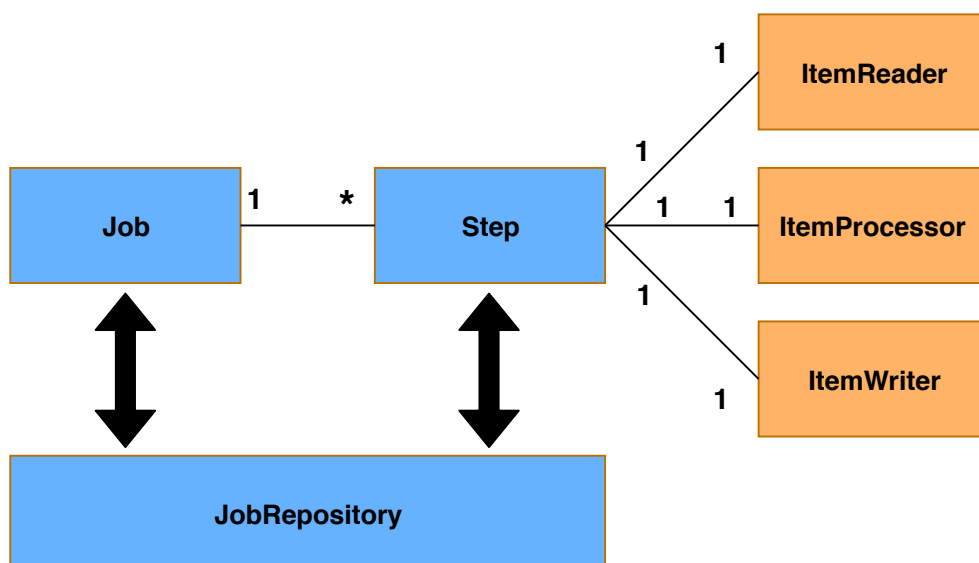 1
ItemReader
1
1
*
1
1
Job
Step
ItemProcessor
1
ItemWriter
1
JobRepository